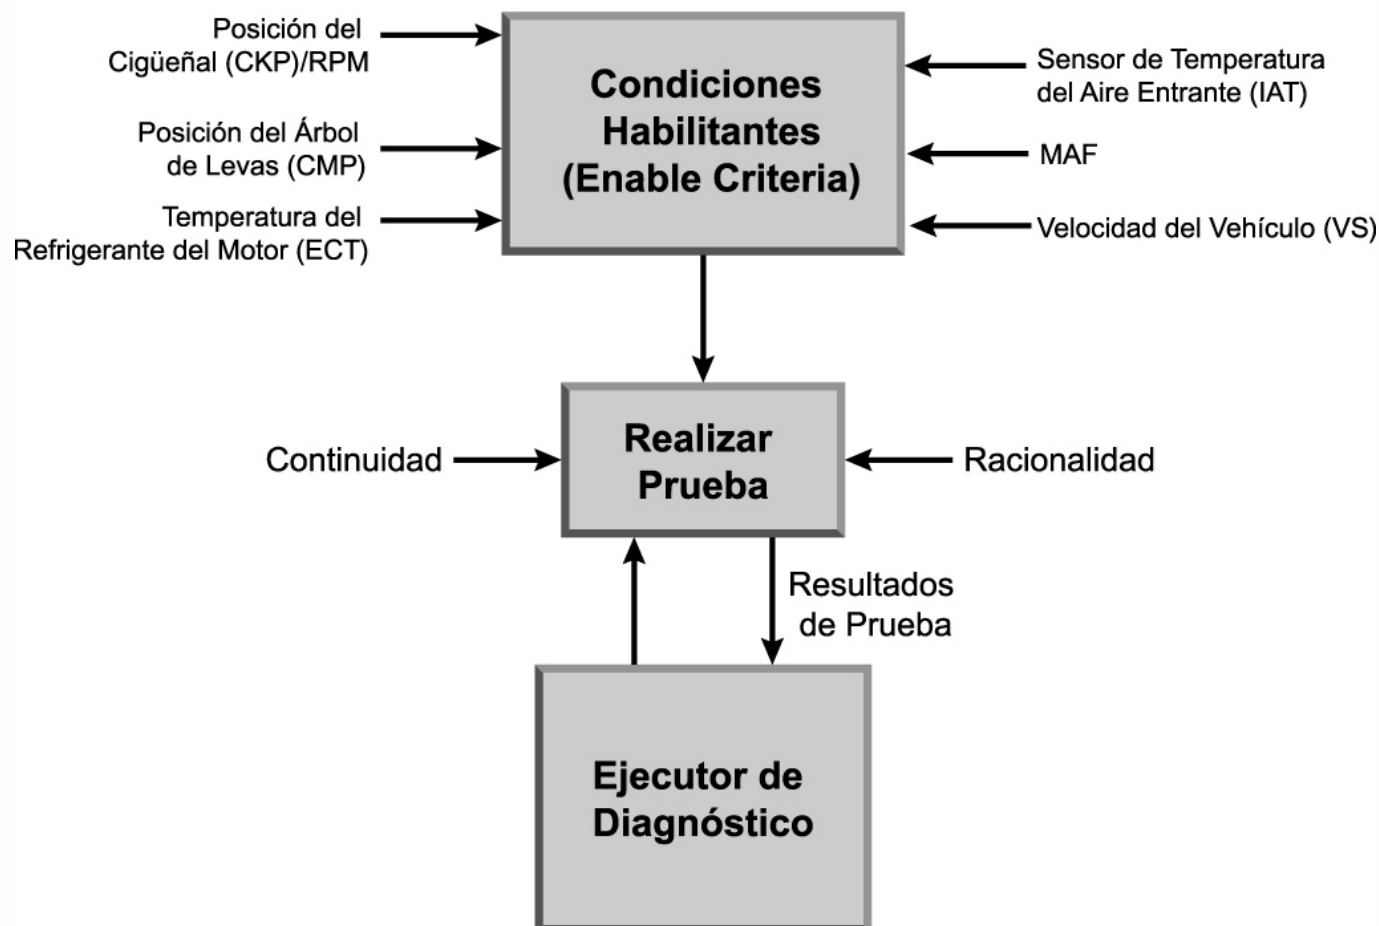 Posición del
Cigüeñal (CKP)/RPM
Posición del Árbol
de Levas (CMP)
Temperatura del
Refrigerante del Motor (ECT)
Condiciones
Habilitantes
(Enable Criteria)
Sensor de Temperatura
del Aire Entrante (IAT)
MAF
Velocidad del Vehículo (VS)
Continuidad
Realizar
Prueba
Racionalidad
Resultados
de Prueba
Ejecutor de
Diagnóstico